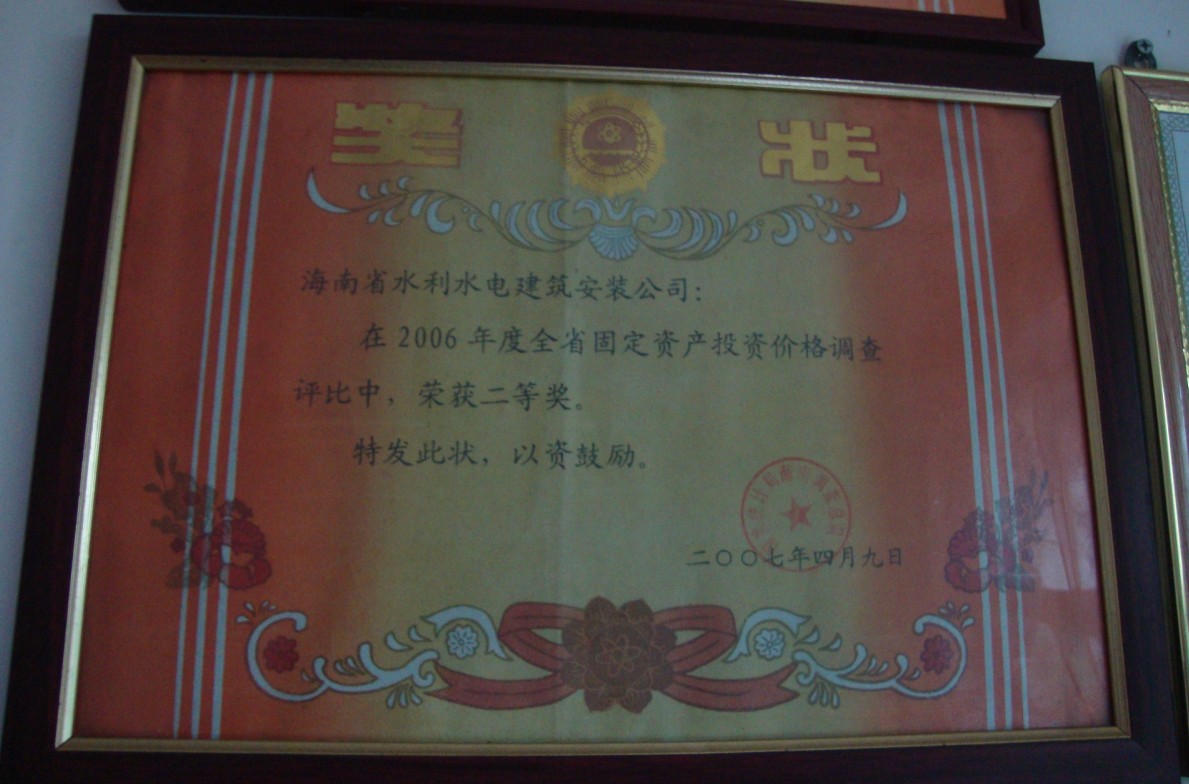 奖状
海南省水利水电建筑安装公司：
在2006年度全省固定资产投资价格调查
评比中，荣获二等奖。
特发此状，以资鼓励。
二〇〇七年四月九日